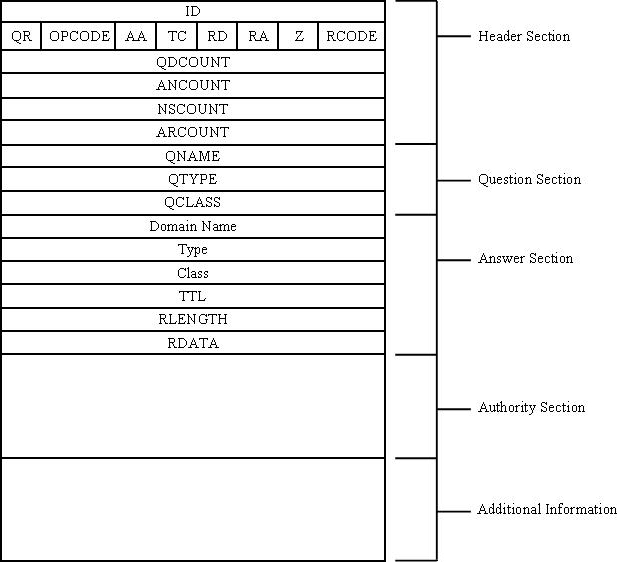 ID
Header Section
QR OPCODE AA TC RD RA Z RCODE
QDCOUNT
ANCOUNT
NSCOUNT
ARCOUNT
QNAME
QTYPE
Question Section
QCLASS
Domain Name
Type
Answer Section
Class
TTL
RLENGTH
RDATA
Authority Section
Additional Information